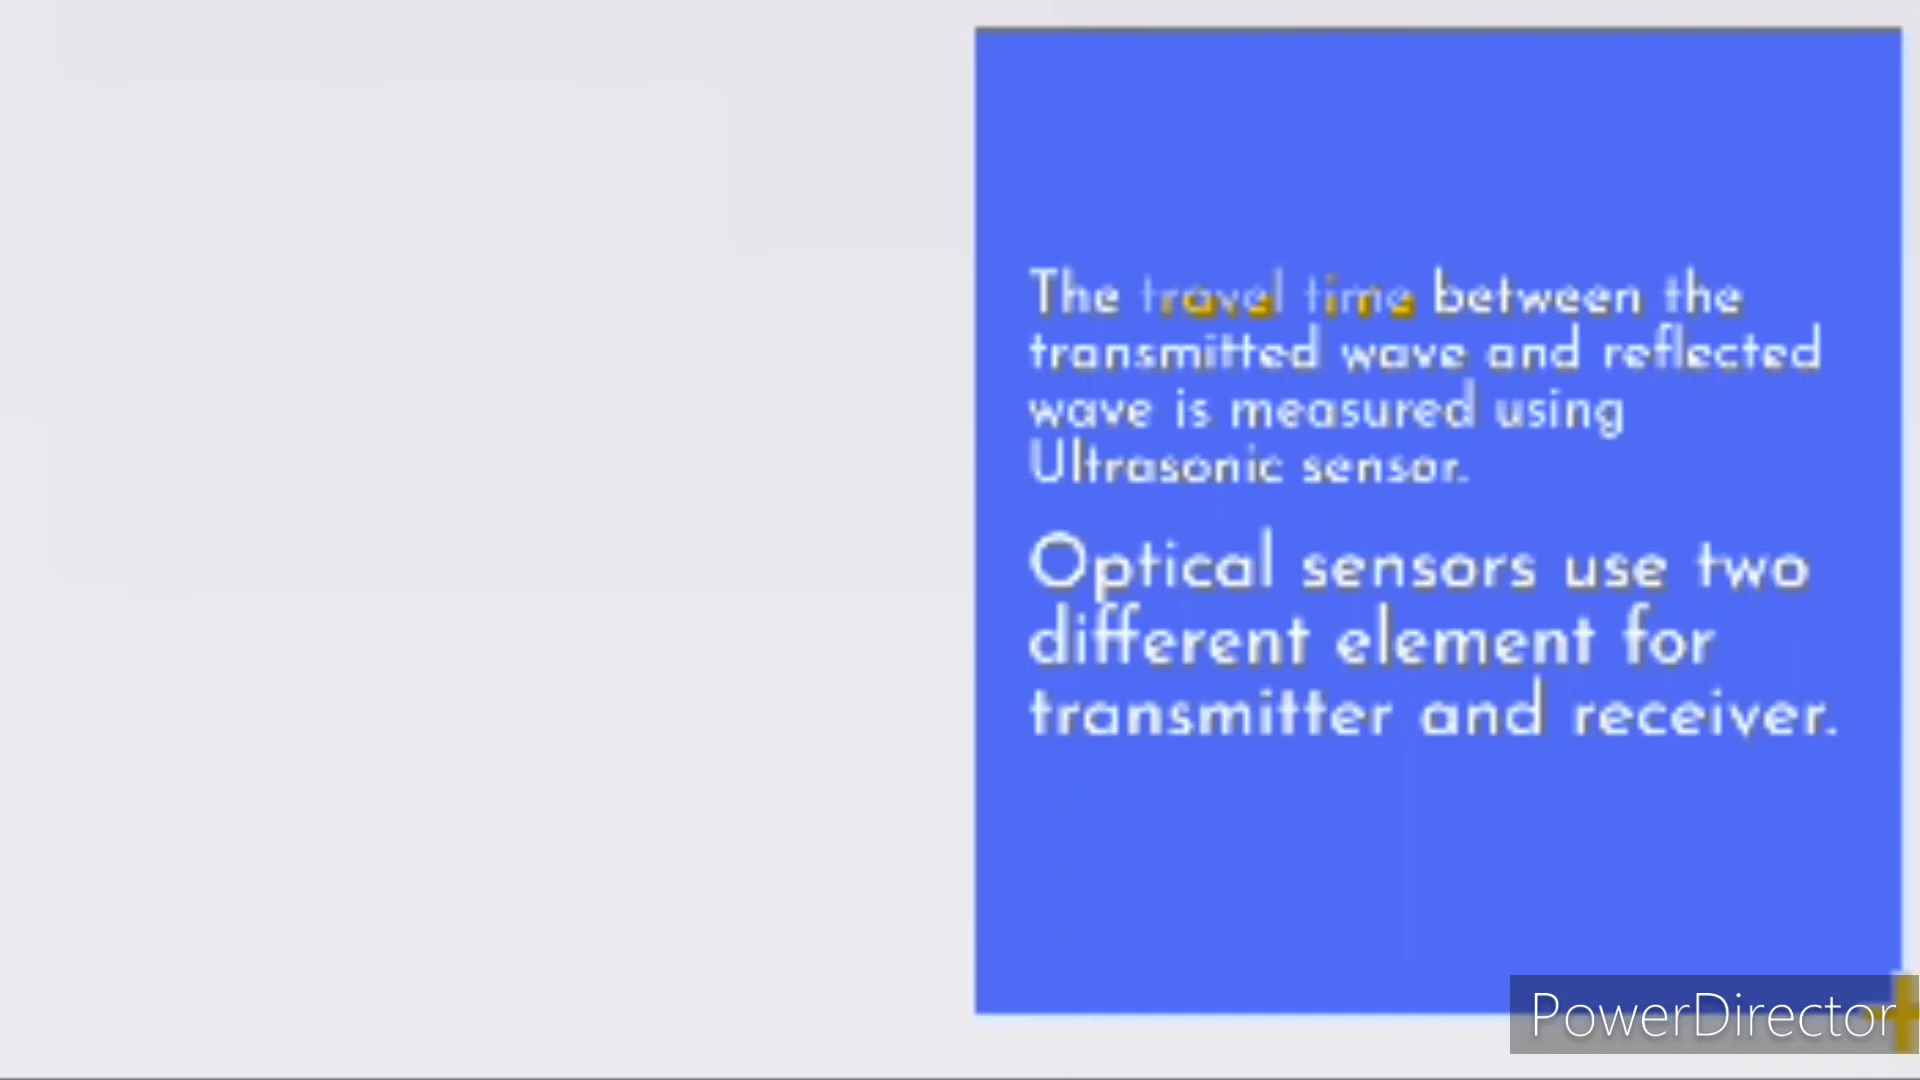 The travel time between the
transmitted wave and reflected
wave is measured using
Ultrasonic sensor.
Optical sensors use two
different element for
transmitter and receiver.
PowerDirector